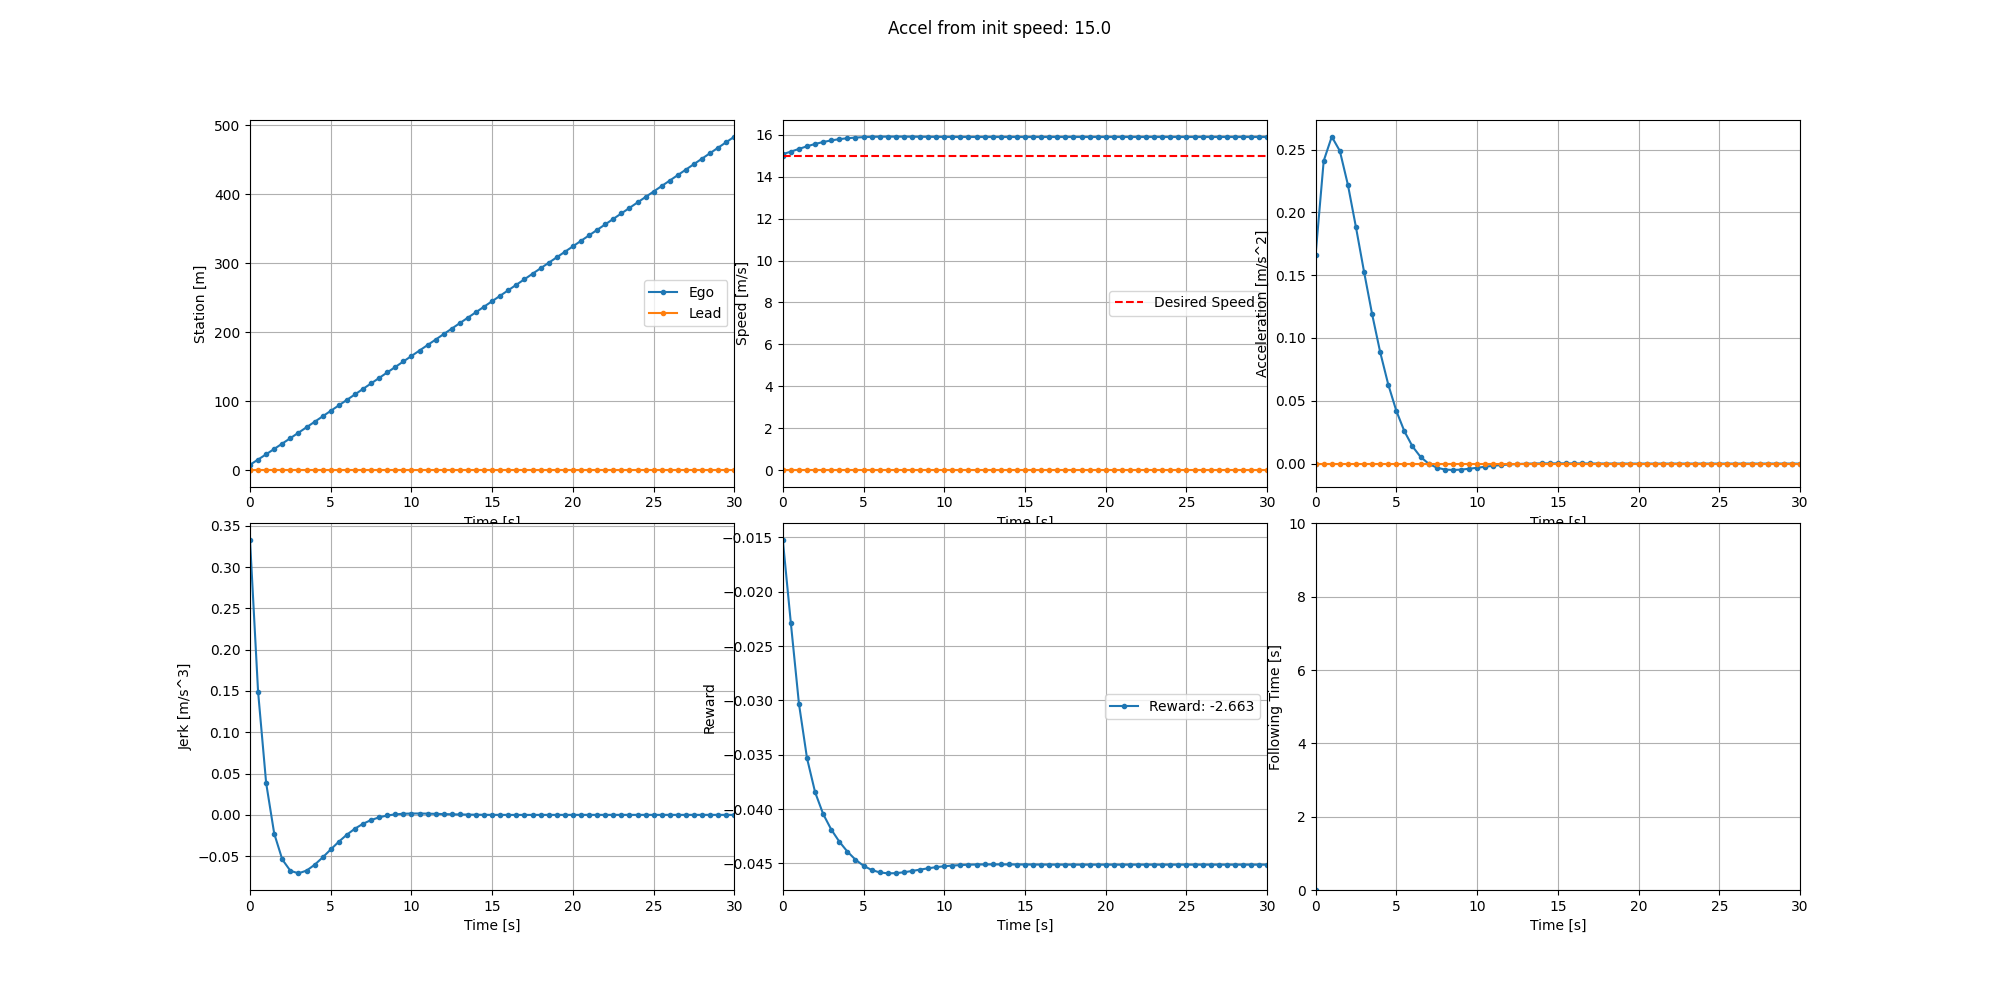 Accel from init speed: 15.0
Station [m]
500
400
300
200
100
0
Ego
Lead
0 5 10 15 20 25 30
Time [s]
Speed [m/s]
16
14
12
10
8
6
4
2
0
Desired Speed
0 5 10 15 20 25 30
Time [s]
Acceleration [m/s^2]
0.25
0.20
0.15
0.10
0.05
0.00
0 5 10 15 20 25 30
Time [s]
Jerk [m/s^3]
0.35
0.30
0.25
0.20
0.15
0.10
0.05
0.00
−0.05
0 5 10 15 20 25 30
Time [s]
Reward
−0.015
−0.020
−0.025
−0.030
−0.035
−0.040
−0.045
Reward: -2.663
0 5 10 15 20 25 30
Time [s]
Following Time [s]
10
8
6
4
2
0
0 5 10 15 20 25 30
Time [s]